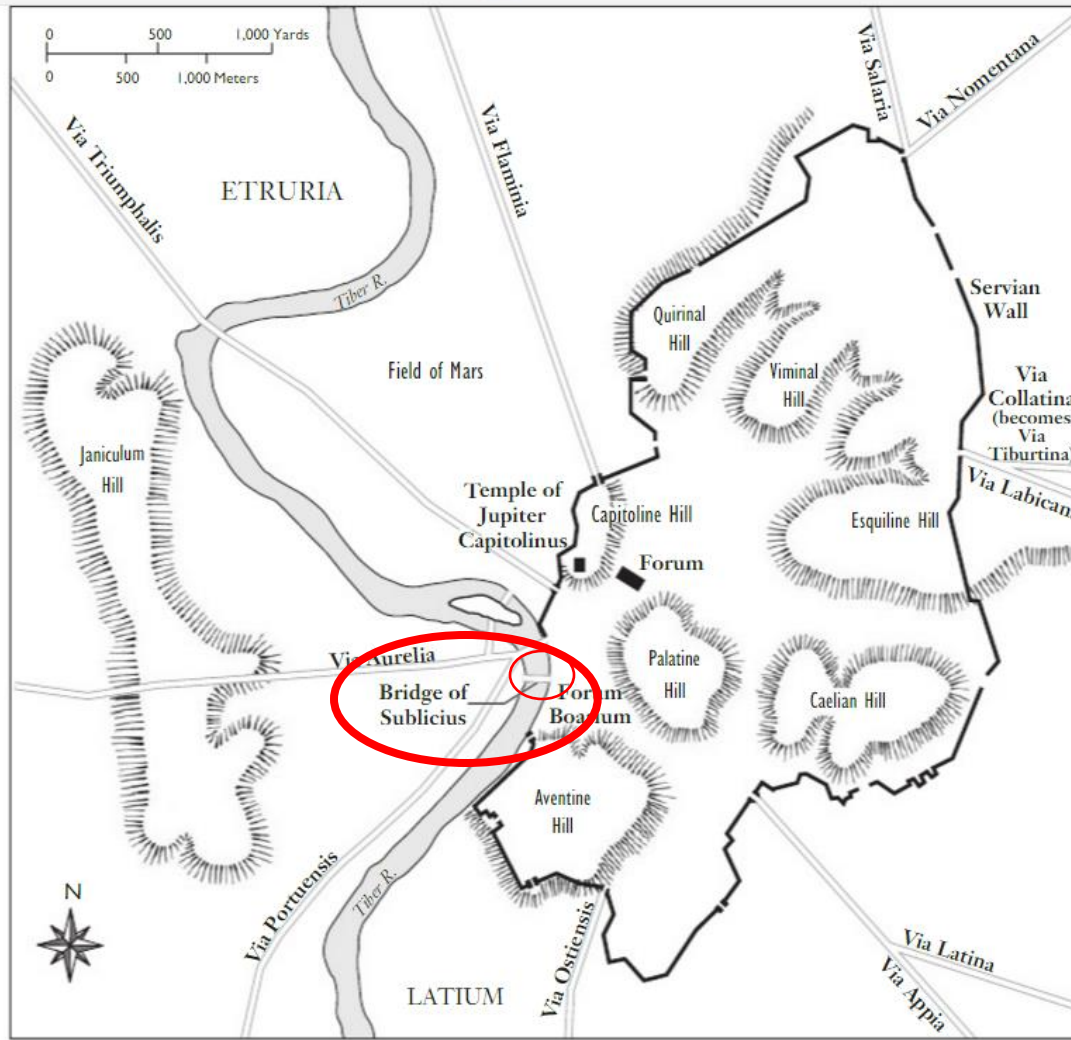 0 500 1,000 Yards
0 500 1,000 Meters
Via Salaria
Via Nomentana
Via Triumphalis
Via Flaminia
ETRURIA
Tiber R.
Servian
Wall
Quirinal
Hill
Field of Mars
Viminal
Hill
Via
Collatina
(becomes
Via
Tiburtina)
Janiculum
Hill
Via Labicana
Temple of
Jupiter
Capitolinus
Capitoline Hill
Esquiline Hill
Forum
Via Aurelia
Palatine
Hill
Bridge of
Sublicius
Forum
Boarium
Caelian Hill
Aventine
Hill
N
Via Portuensis
Tiber R.
Via Ostiensis
Via Latina
Via Appia
LATIUM